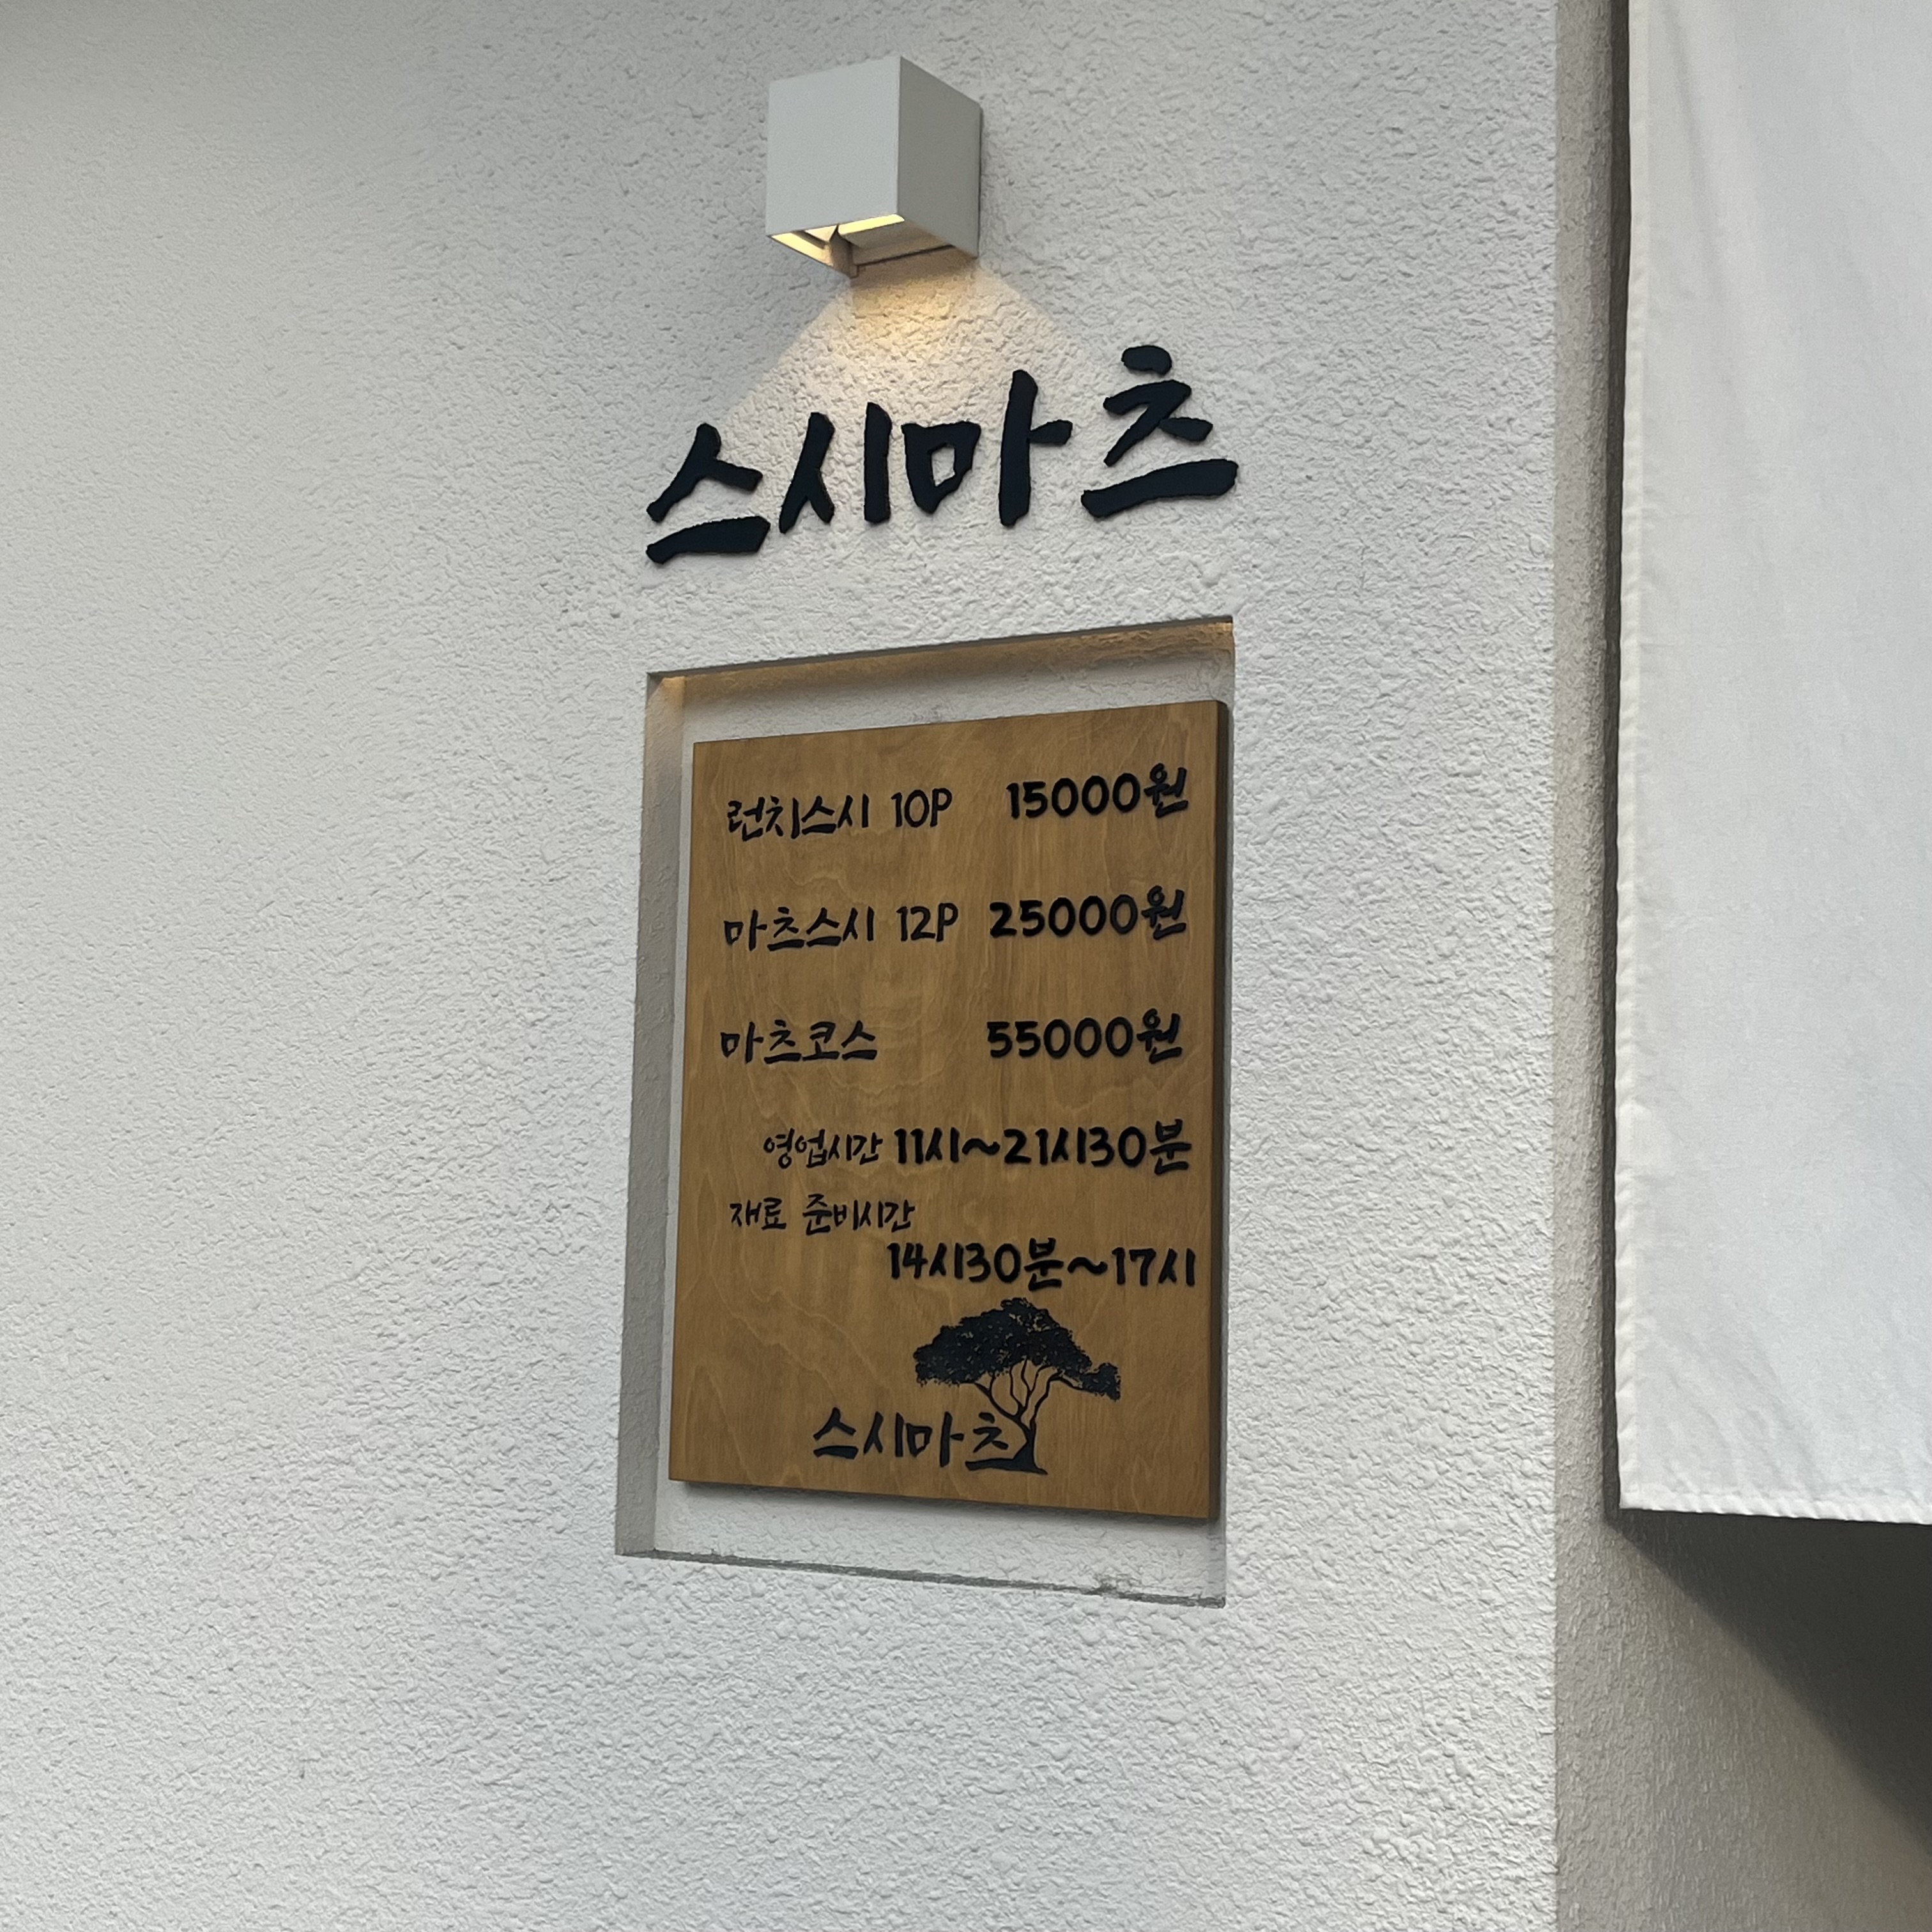 스시마츠
런치스시 10P 15000원
마츠스시 12P 25000원
마츠코스 55000원
영업시간 11시~21시30분
재료 준비시간
14시30분~17시
스시마츠